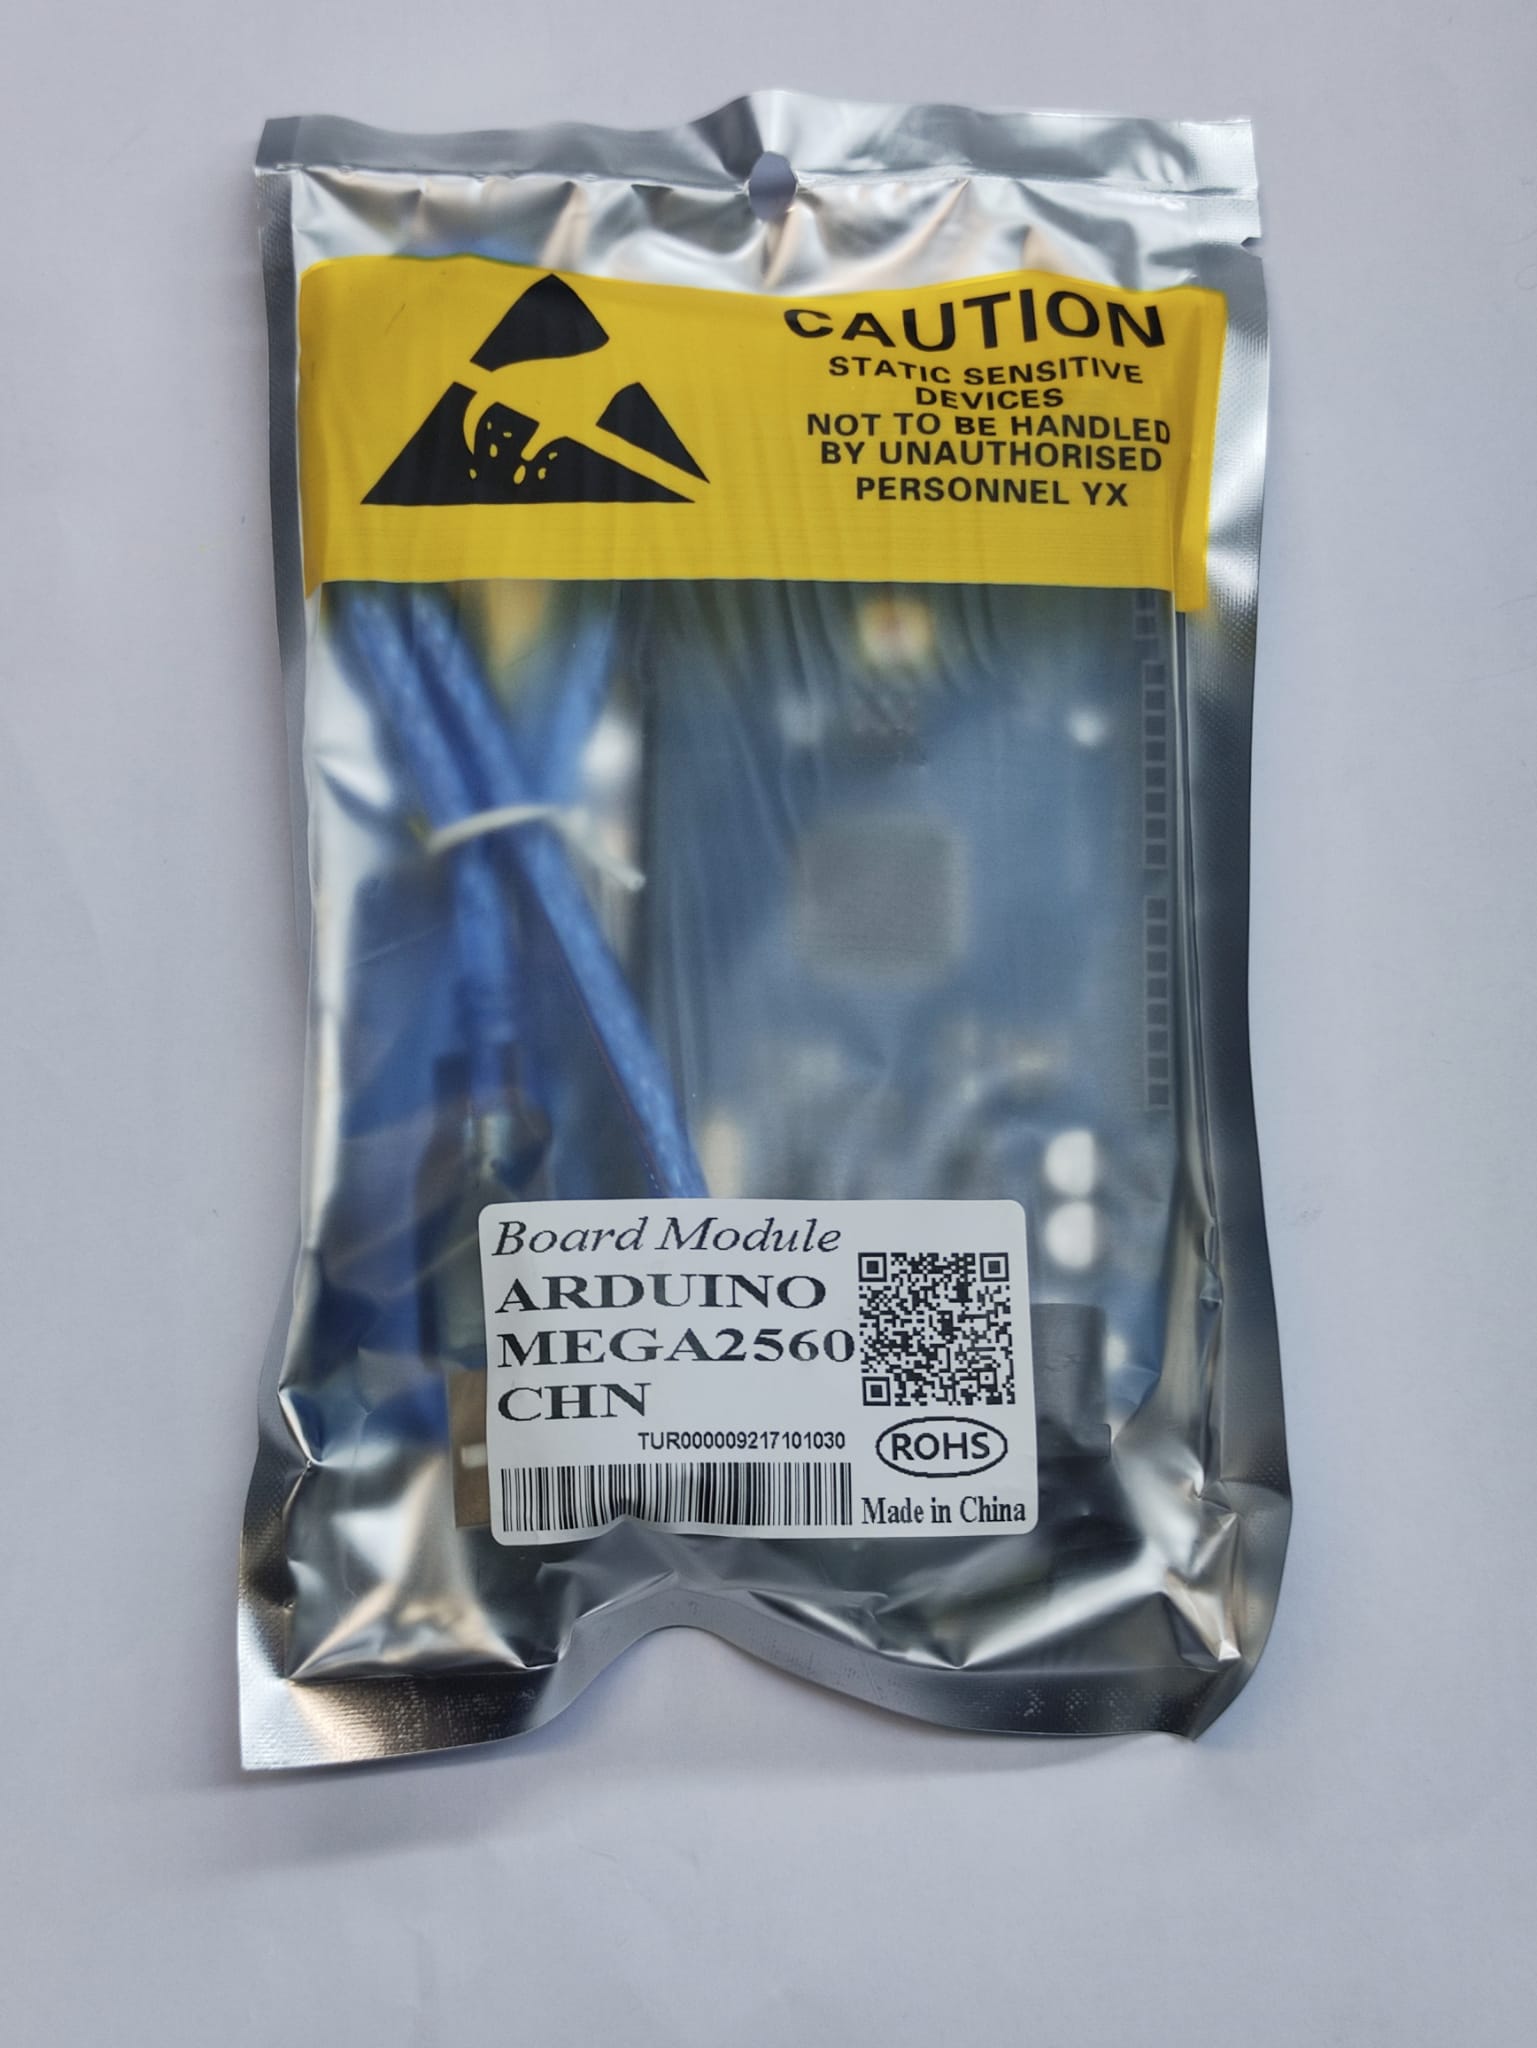 CAUTION
STATIC SENSITIVE
DEVICES
NOT TO BE HANDLED
BY UNAUTHORISED
PERSONNEL YX
Board Module
ARDUINO
MEGA2560
CHN
TUR000009217101030
ROHS
Made in China